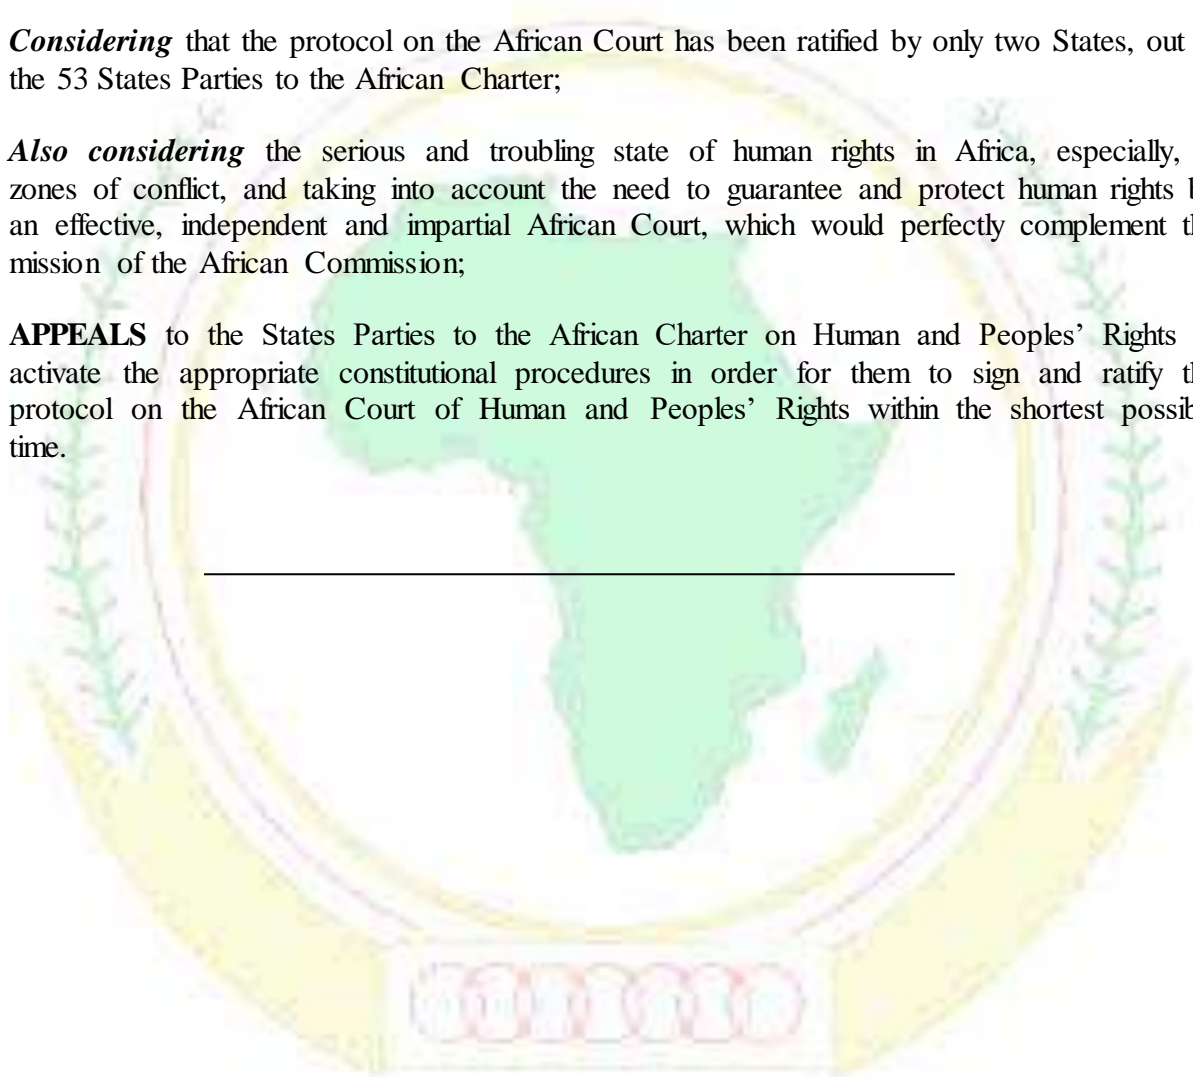 Considering that the protocol on the African Court has been ratified by only two States, out
the 53 States Parties to the African Charter;
Also considering the serious and troubling state of human rights in Africa, especially,
zones of conflict, and taking into account the need to guarantee and protect human rights
an effective, independent and impartial African Court, which would perfectly complement
mission of the African Commission;
APPEALS to the States Parties to the African Charter on Human and Peoples’ Rights
activate the appropriate constitutional procedures in order for them to sign and ratify
protocol on the African Court of Human and Peoples’ Rights within the shortest
time.